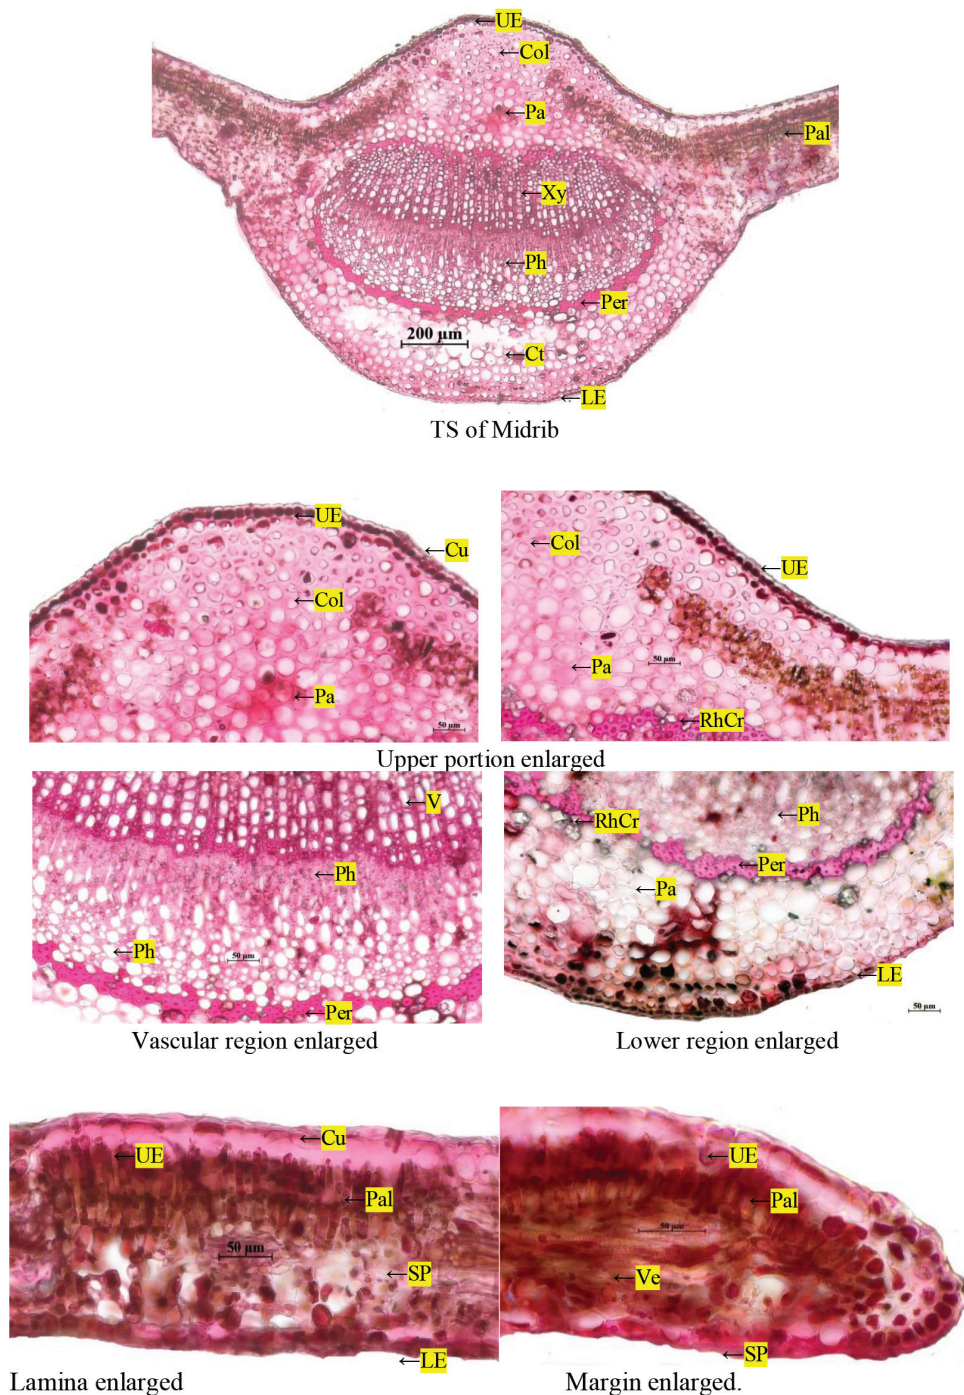 ←UE
←Col
←Pa
←Pal
←Xy
←Ph
←Per
200 µm
←Ct
←LE
TS of Midrib
←UE
←Cu
←Col
←Pa
50 µm
←Col
←UE
←Pa
50 µm
←RhCr
Upper portion enlarged
←V
←Ph
←Ph
50 µm
←Per
←RhCr
←Ph
←Per
←Pa
←LE
50 µm
Vascular region enlarged
Lower region enlarged
←Cu
←UE
←Pal
50 µm
←SP
←LE
←UE
←Pal
50 µm
←Ve
←SP
Lamina enlarged
Margin enlarged.